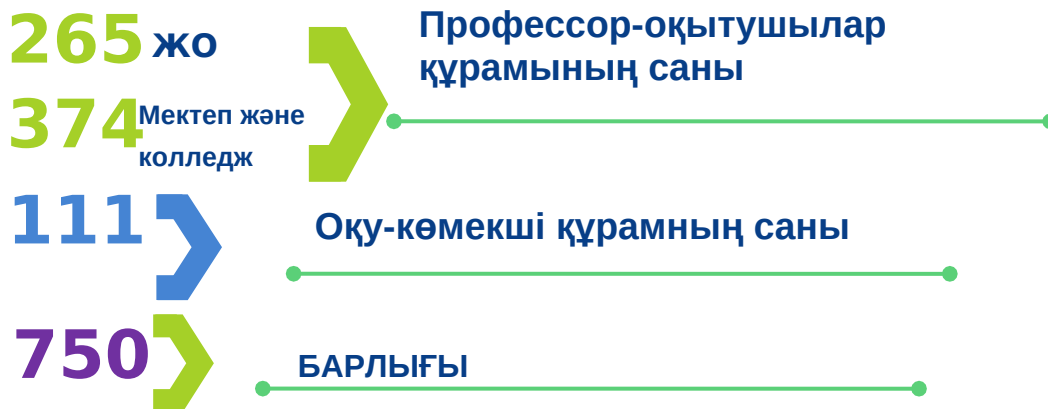 265 жо
Профессор-оқытушылар
құрамының саны
374 Мектеп және
колледж
111
Оқу-көмекші құрамның саны
750
БАРЛЫҒЫ